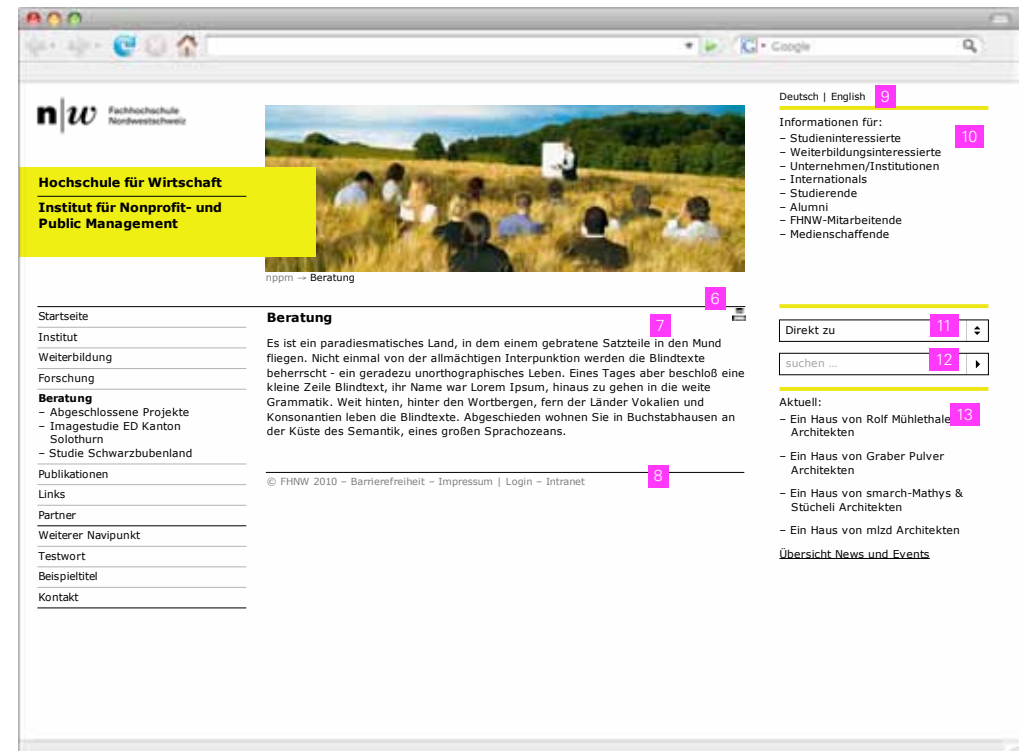 Google
n|w Fachhochschule
Nordwestschweiz
Hochschule für Wirtschaft
Institut für Nonprofit- und
Public Management
nppm → Beratung
Startseite
Institut
Weiterbildung
Forschung
Beratung
– Abgeschlossene Projekte
– Imagestudie ED Kanton
Solothurn
– Studie Schwarzbubenland
Publikationen
Links
Partner
Weiterer Navipunkt
Testwort
Beispieltitel
Kontakt
6
Beratung
7
Es ist ein paradiesmatisches Land, in dem einem gebratene Satzteile in den Mund
fliegen. Nicht einmal von der allmächtigen Interpunktion werden die Blindtexte
beherrscht - ein geradezu unorthographisches Leben. Eines Tages aber beschloß eine
kleine Zeile Blindtext, ihr Name war Lorem Ipsum, hinaus zu gehen in die weite
Grammatik. Weit hinten, hinter den Wortbergen, fern der Länder Vokalien und
Konsonantien leben die Blindtexte. Abgeschieden wohnen Sie in Buchstabhausen an
der Küste des Semantik, eines großen Sprachozeans.
© FHNW 2010 – Barrierefreiheit – Impressum | Login – Intranet
8
Deutsch | English
9
Informationen für:
10
– Studieninteressierte
– Weiterbildungsinteressierte
– Unternehmen/Institutionen
– Internationals
– Studierende
– Alumni
– FHNW-Mitarbeitende
– Medienschaffende
Direkt zu
11
suchen ...
12
Aktuell:
13
– Ein Haus von Rolf Mühlethale
Architekten
– Ein Haus von Graber Pulver
Architekten
– Ein Haus von smarch-Mathys &
Stücheli Architekten
– Ein Haus von mlzd Architekten
Übersicht News und Events